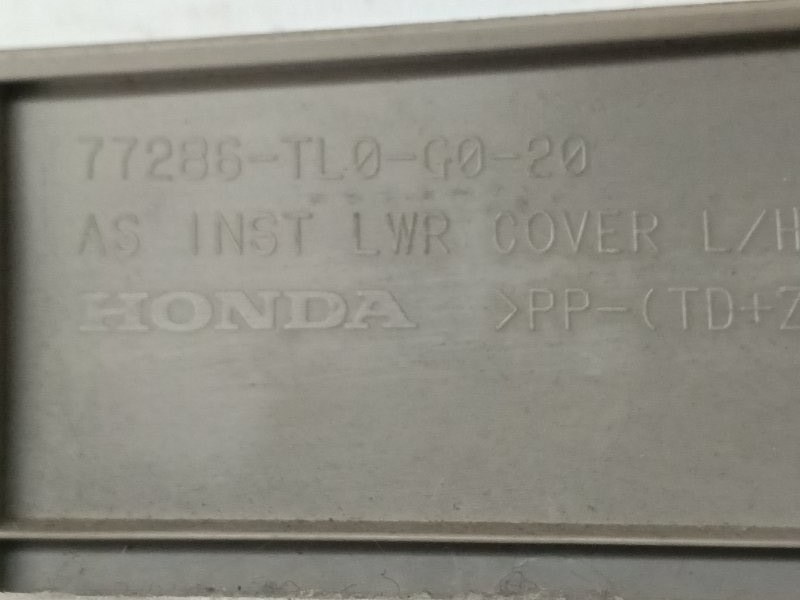 77286-TL0-G0-20
AS INST LWR COVER L/H
HONDA >PP-(TD+Z